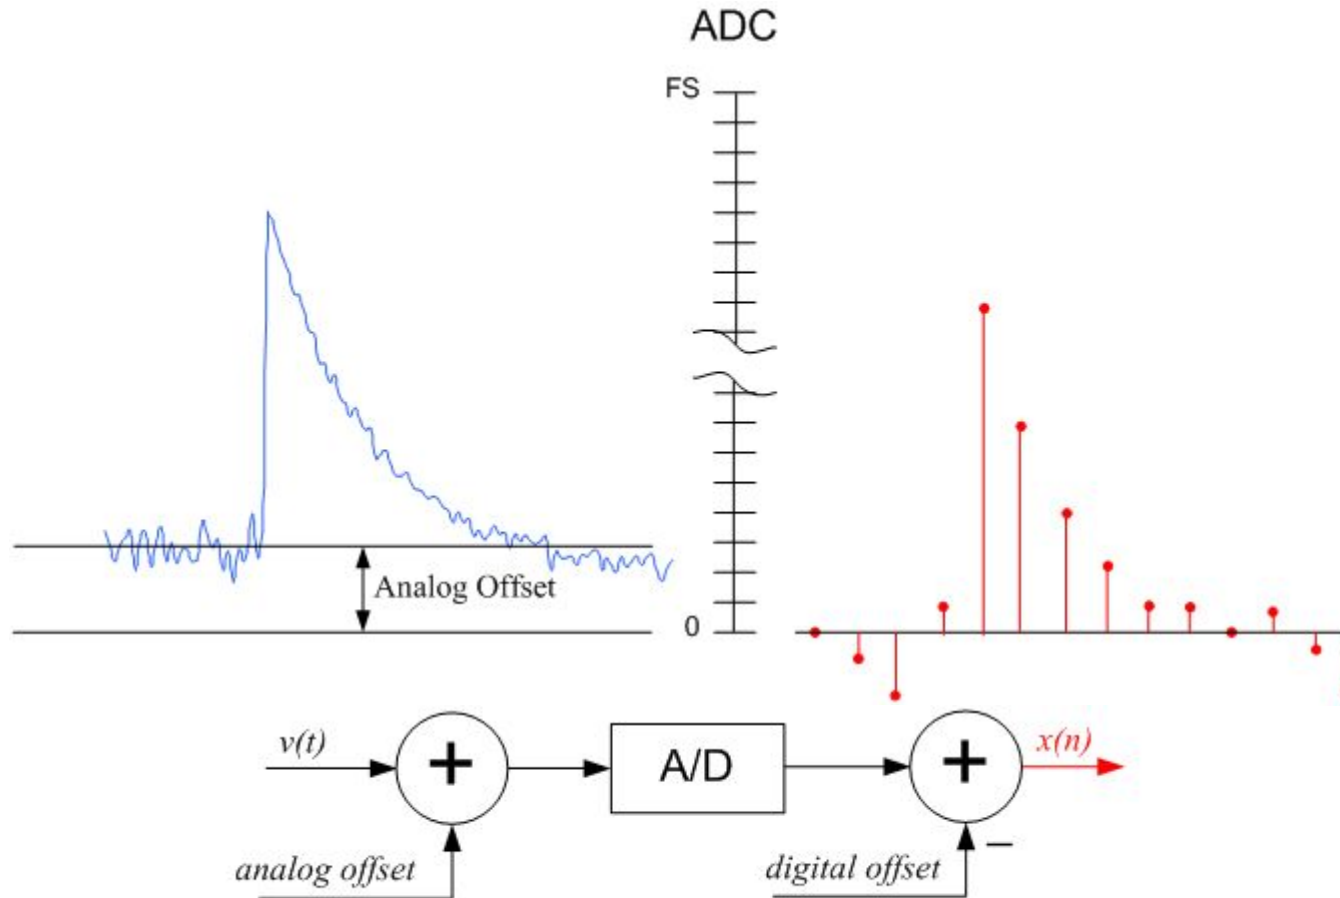 ADC
FS
Analog Offset
0
v(t)
+
A/D
+
x(n)
analog offset
digital offset
−